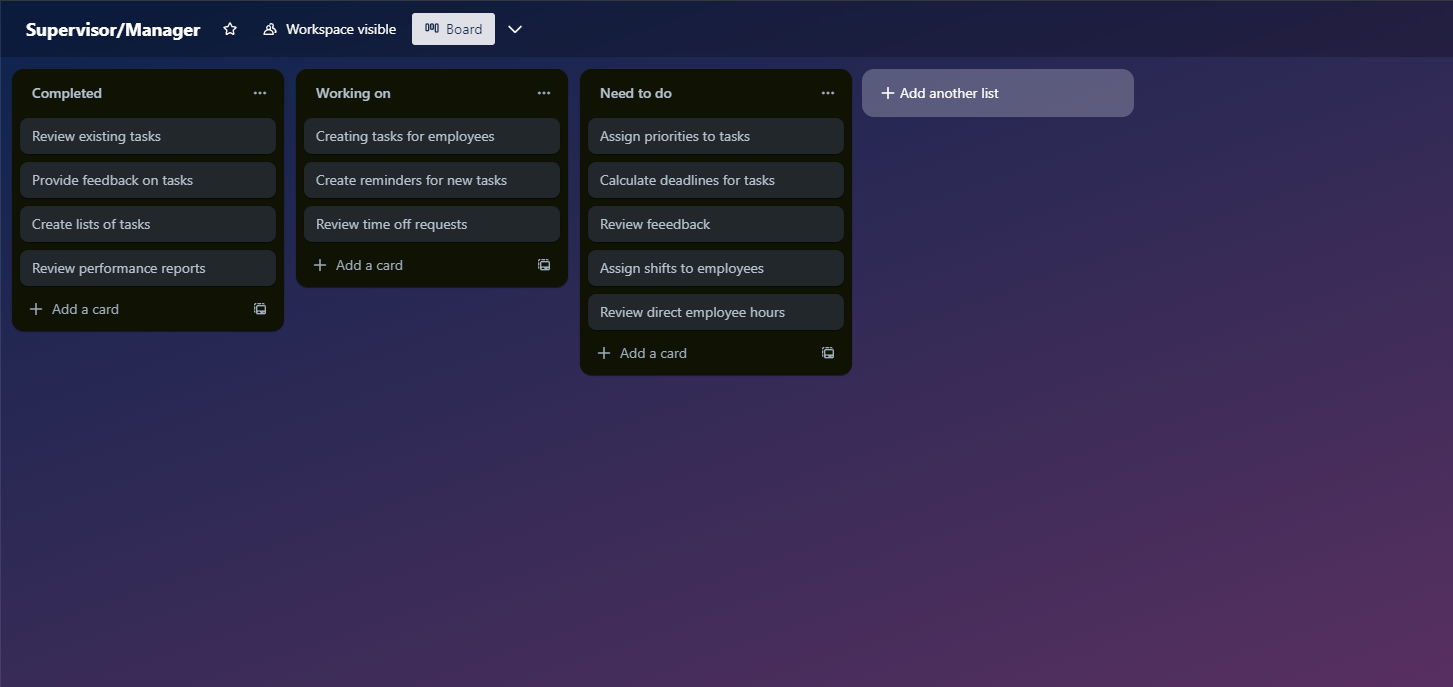 Supervisor/Manager
Workspace visible
Board
Completed
Review existing tasks
Provide feedback on tasks
Create lists of tasks
Review performance reports
Add a card
Working on
Creating tasks for employees
Create reminders for new tasks
Review time off requests
Add a card
Need to do
Assign priorities to tasks
Calculate deadlines for tasks
Review feeedback
Assign shifts to employees
Review direct employee hours
Add a card
Add another list